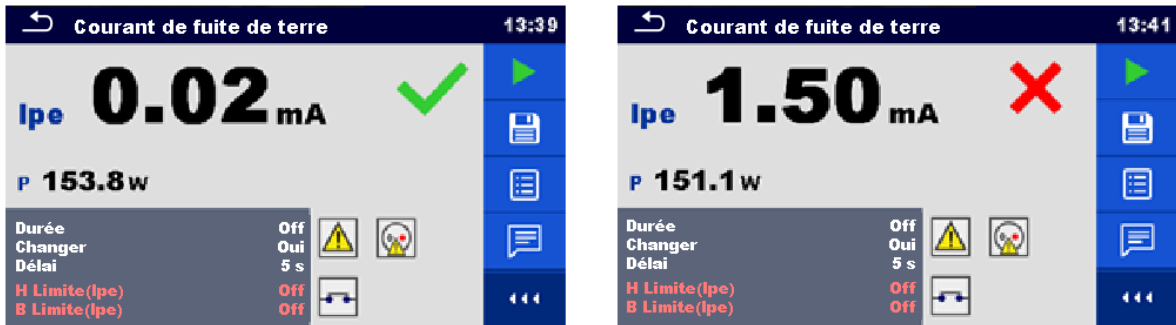 Courant de fuite de terre 13:39
Ipe 0.02 mA
P 153.8 w
Durée Off
Changer Oui
Délai 5 s
H Limite(Ipe) Off
B Limite(Ipe) Off
Courant de fuite de terre 13:41
Ipe 1.50 mA
P 151.1 w
Durée Off
Changer Oui
Délai 5 s
H Limite(Ipe) Off
B Limite(Ipe) Off